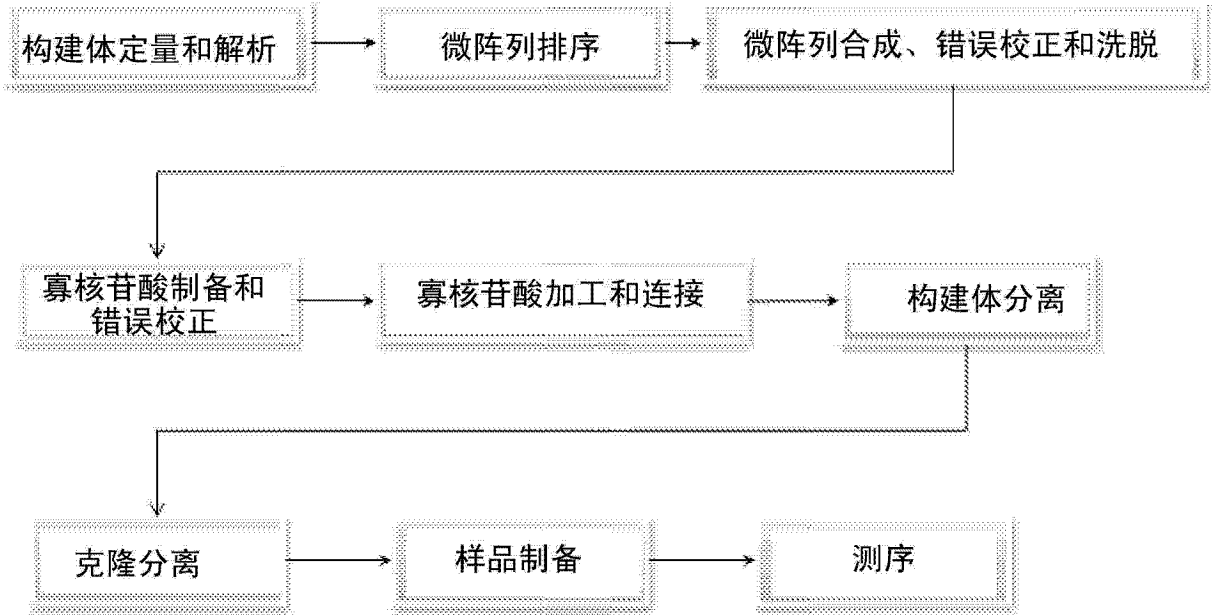 构建体定量和解析
微阵列排序
微阵列合成、错误校正和洗脱
寡核苷酸制备和
错误校正
寡核苷酸加工和连接
构建体分离
克隆分离
样品制备
测序